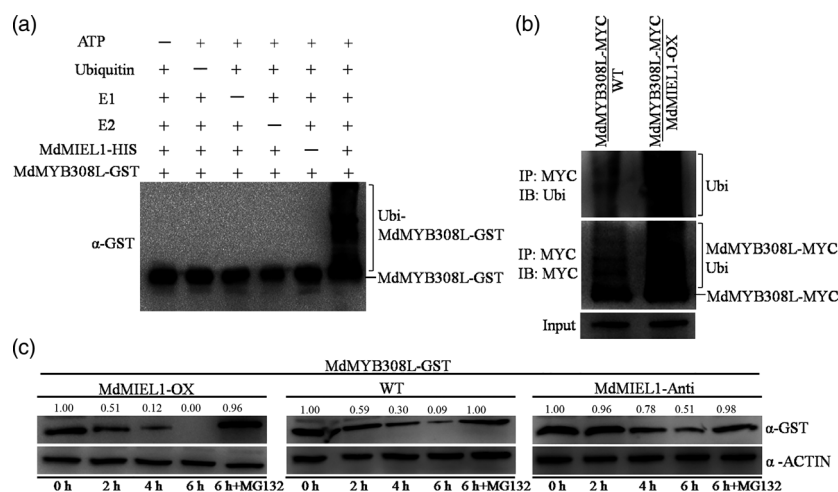 (a)
ATP − + + + + +
Ubiquitin + − + + + +
E1 + + − + + +
E2 + + + − + +
MdMIEL1-HIS + + + + − +
MdMYB308L-GST + + + + + +
α-GST
Ubi-
MdMYB308L-GST
MdMYB308L-GST
(b)
MdMYB308L-MYC
WT
MdMYB308L-MYC
MdMIEL1-OX
IP: MYC
IB: Ubi
Ubi
IP: MYC
IB: MYC
MdMYB308L-MYC
Ubi
MdMYB308L-MYC
Input
(c)
MdMYB308L-GST
MdMIEL1-OX WT MdMIEL1-Anti
1.00 0.51 0.12 0.00 0.96 1.00 0.59 0.30 0.09 1.00 1.00 0.96 0.78 0.51 0.98
α-GST
α -ACTIN
0 h 2 h 4 h 6 h 6 h+MG132 0 h 2 h 4 h 6 h 6 h+MG132 0 h 2 h 4 h 6 h 6 h+MG132